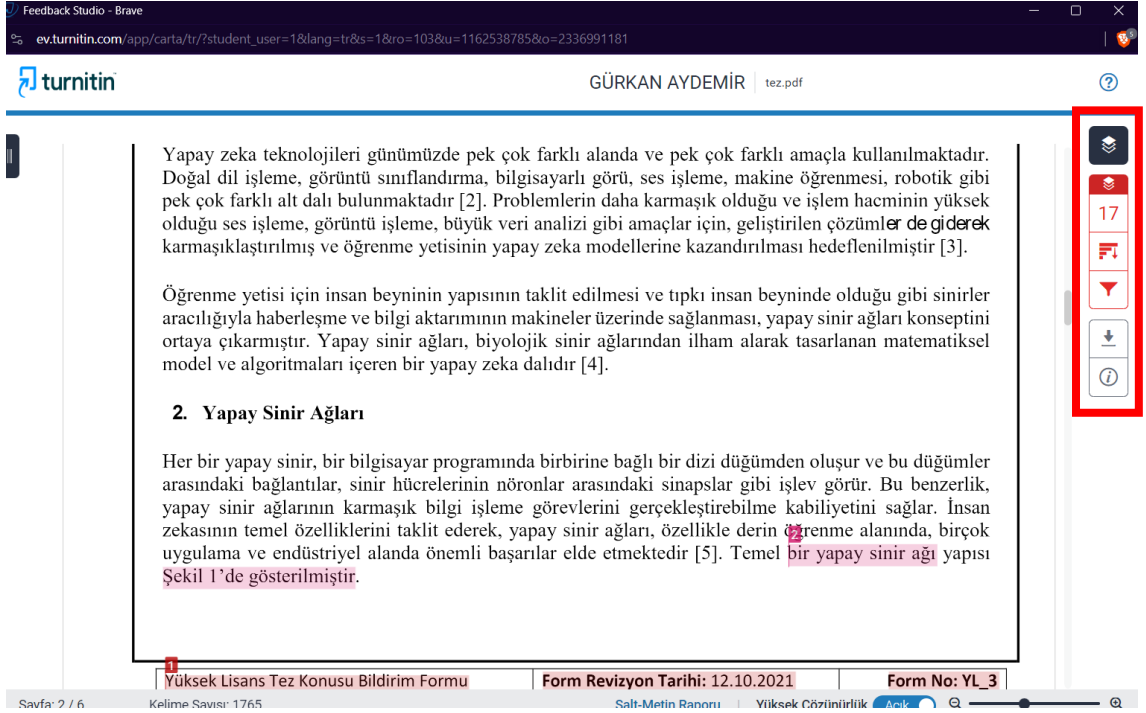 Feedback Studio - Brave
ev.turnitin.com/app/carta/tr/?student_user=1&lang=tr&s=1&ro=103&u=1162538785&o=2336991181
5
turnitin
GÜRKAN AYDEMİR tez.pdf
?
Yapay zeka teknolojileri günümüzde pek çok farklı alanda ve pek çok farklı amaçla kullanılmaktadır.
Doğal dil işleme, görüntü sınıflandırma, bilgisayarlı görü, ses işleme, makine öğrenmesi, robotik gibi
pek çok farklı alt dalı bulunmaktadır [2]. Problemlerin daha karmaşık olduğu ve işlem hacminin yüksek
olduğu ses işleme, görüntü işleme, büyük veri analizi gibi amaçlar için, geliştirilen çözümler de giderek
karmaşıklaştırılmış ve öğrenme yetisinin yapay zeka modellerine kazandırılması hedeflenilmiştir [3].
17
Öğrenme yetisi için insan beyninin yapısının taklit edilmesi ve tıpkı insan beyninde olduğu gibi sinirler
aracılığıyla haberleşme ve bilgi aktarımının makineler üzerinde sağlanması, yapay sinir ağları konseptini
ortaya çıkarmıştır. Yapay sinir ağları, biyolojik sinir ağlarından ilham alarak tasarlanan matematiksel
model ve algoritmaları içeren bir yapay zeka dalıdır [4].
i
2. Yapay Sinir Ağları
Her bir yapay sinir, bir bilgisayar programında birbirine bağlı bir dizi düğümden oluşur ve bu düğümler
arasındaki bağlantılar, sinir hücrelerinin nöronlar arasındaki sinapslar gibi işlev görür. Bu benzerlik,
yapay sinir ağlarının karmaşık bilgi işleme görevlerini gerçekleştirebilme kabiliyetini sağlar. İnsan
zekasının temel özelliklerini taklit ederek, yapay sinir ağları, özellikle derin öğrenme alanında, birçok
2
uygulama ve endüstriyel alanda önemli başarılar elde etmektedir [5]. Temel bir yapay sinir ağı yapısı
Şekil 1’de gösterilmiştir.
1
Yüksek Lisans Tez Konusu Bildirim Formu Form Revizyon Tarihi: 12.10.2021 Form No: YL_3
Sayfa: 2 / 6 Kelime Sayısı: 1765 Salt-Metin Raporu | Yüksek Çözünürlük Açık